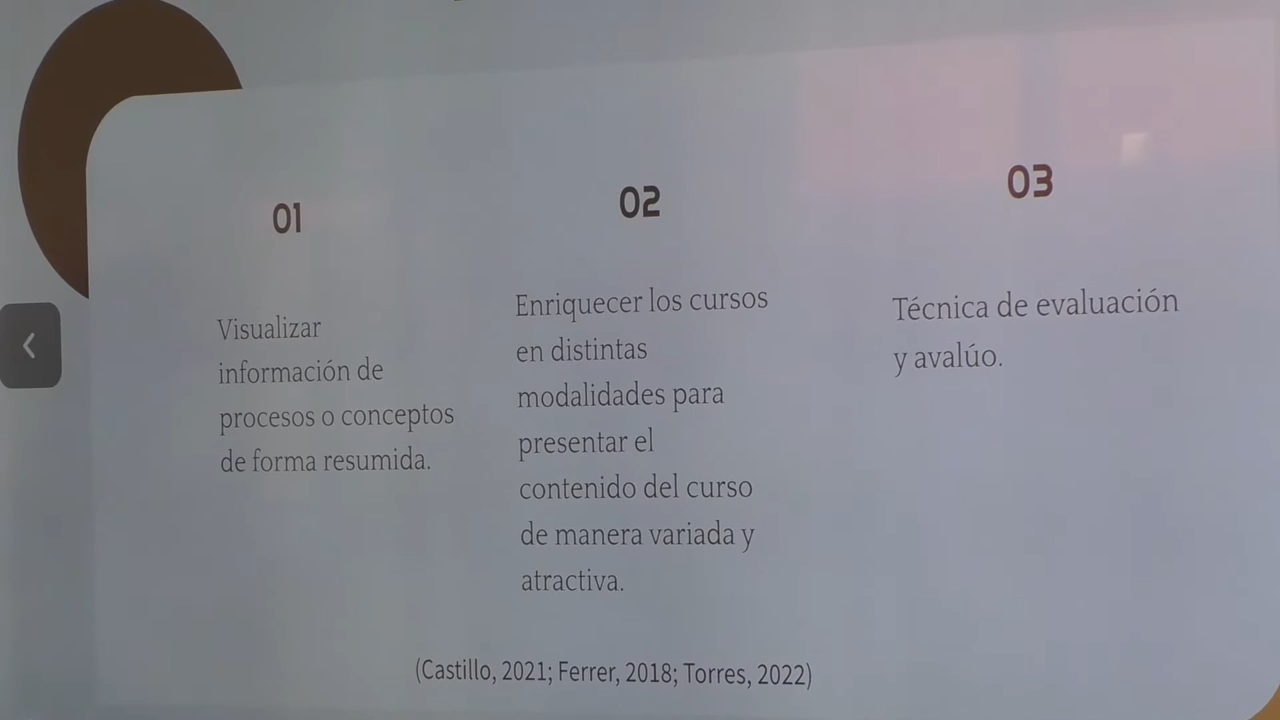 01
Visualizar
información de
procesos o conceptos
de forma resumida.
02
Enriquecer los cursos
en distintas
modalidades para
presentar el
contenido del curso
de manera variada y
atractiva.
03
Técnica de evaluación
y avalúo.
(Castillo, 2021; Ferrer, 2018; Torres, 2022)